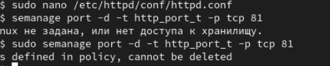 $ sudo nano /etc/httpd/conf/httpd.conf
$ semanage port -d -t http_port_t -p tcp 81
nux не задана, или нет доступа к хранилищу.
$ sudo semanage port -d -t http_port_t -p tcp 81
s defined in policy, cannot be deleted